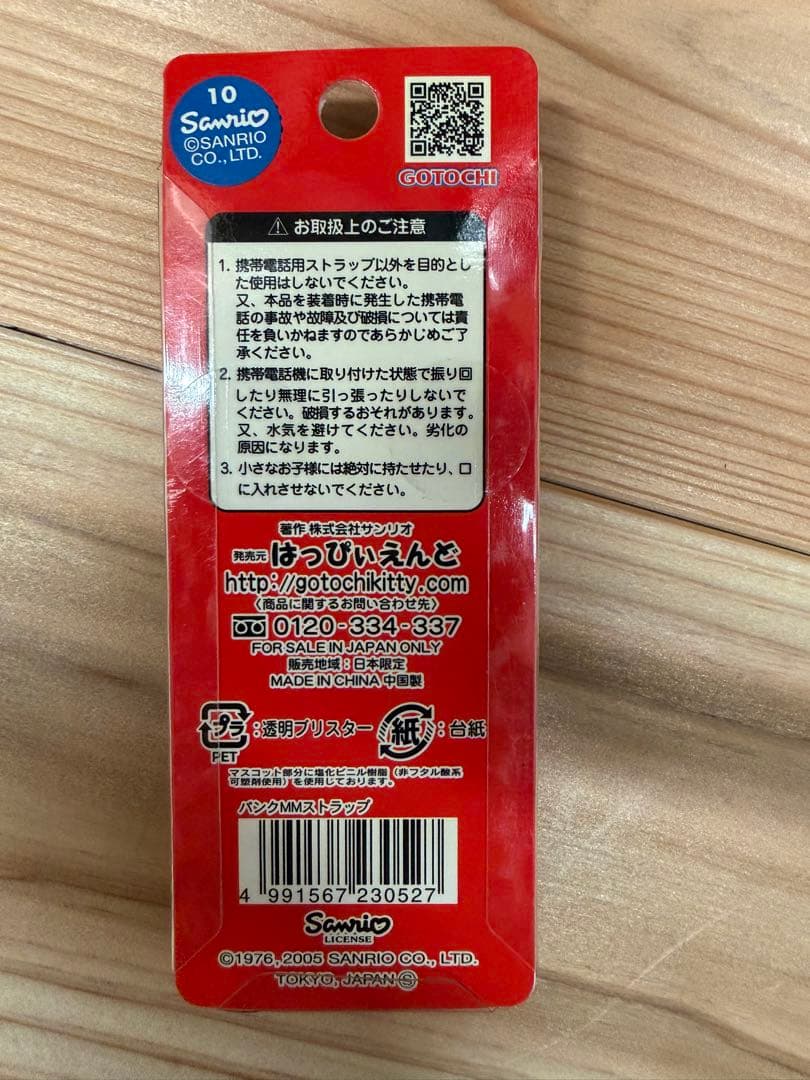 10
Sanrio
©SANRIO
CO., LTD.
GOTOCHI
⚠ お取扱上のご注意
1. 携帯電話用ストラップ以外を目的とし
た使用はしないでください。
又、本品を装着時に発生した携帯電
話の事故や故障及び破損については責
任を負いかねますのであらかじめご了
承ください。
2. 携帯電話機に取り付けた状態で振り回
したり無理に引っ張ったりしないで
ください。破損するおそれがあります。
又、水気を避けてください。劣化の
原因になります。
3. 小さなお子様には絶対に持たせたり、口
に入れさせないでください。
著作 株式会社サンリオ
発売元 はっぴぃえんど
http://gotochikitty.com
〈商品に関するお問い合わせ先〉
0120-334-337
FOR SALE IN JAPAN ONLY
販売地域：日本限定
MADE IN CHINA 中国製
プラ：透明ブリスター 紙：台紙
PET
マスコット部分に塩化ビニル樹脂（非フタル酸系
可塑剤使用）を使用しております。
パンクMMストラップ
4 991567 230527
Sanrio
LICENSE
©1976, 2005 SANRIO CO., LTD.
TOKYO, JAPAN Ⓢ